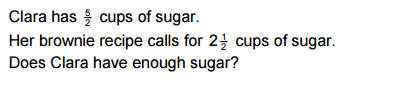 Clara has 5/2 cups of sugar.
Her brownie recipe calls for 2 1/2 cups of sugar.
Does Clara have enough sugar?